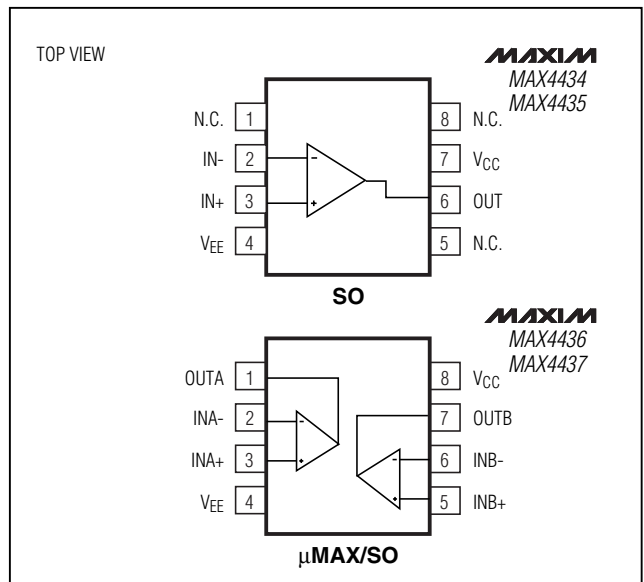 TOP VIEW
MAXIM
MAX4434
MAX4435
N.C. 1
8 N.C.
IN- 2
-
7 VCC
IN+ 3
+
6 OUT
VEE 4
5 N.C.
SO
MAXIM
MAX4436
MAX4437
OUTA 1
8 VCC
INA- 2
-
7 OUTB
INA+ 3
+
-
6 INB-
VEE 4
+
5 INB+
µMAX/SO